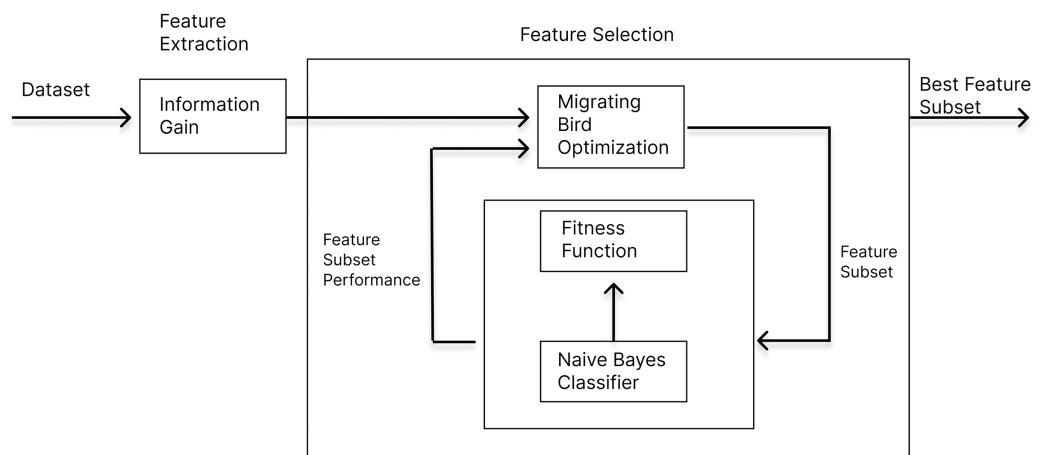 Feature
Extraction
Feature Selection
Dataset
Information
Gain
Migrating
Bird
Optimization
Best Feature
Subset
Feature
Subset
Performance
Fitness
Function
Feature
Subset
Naive Bayes
Classifier